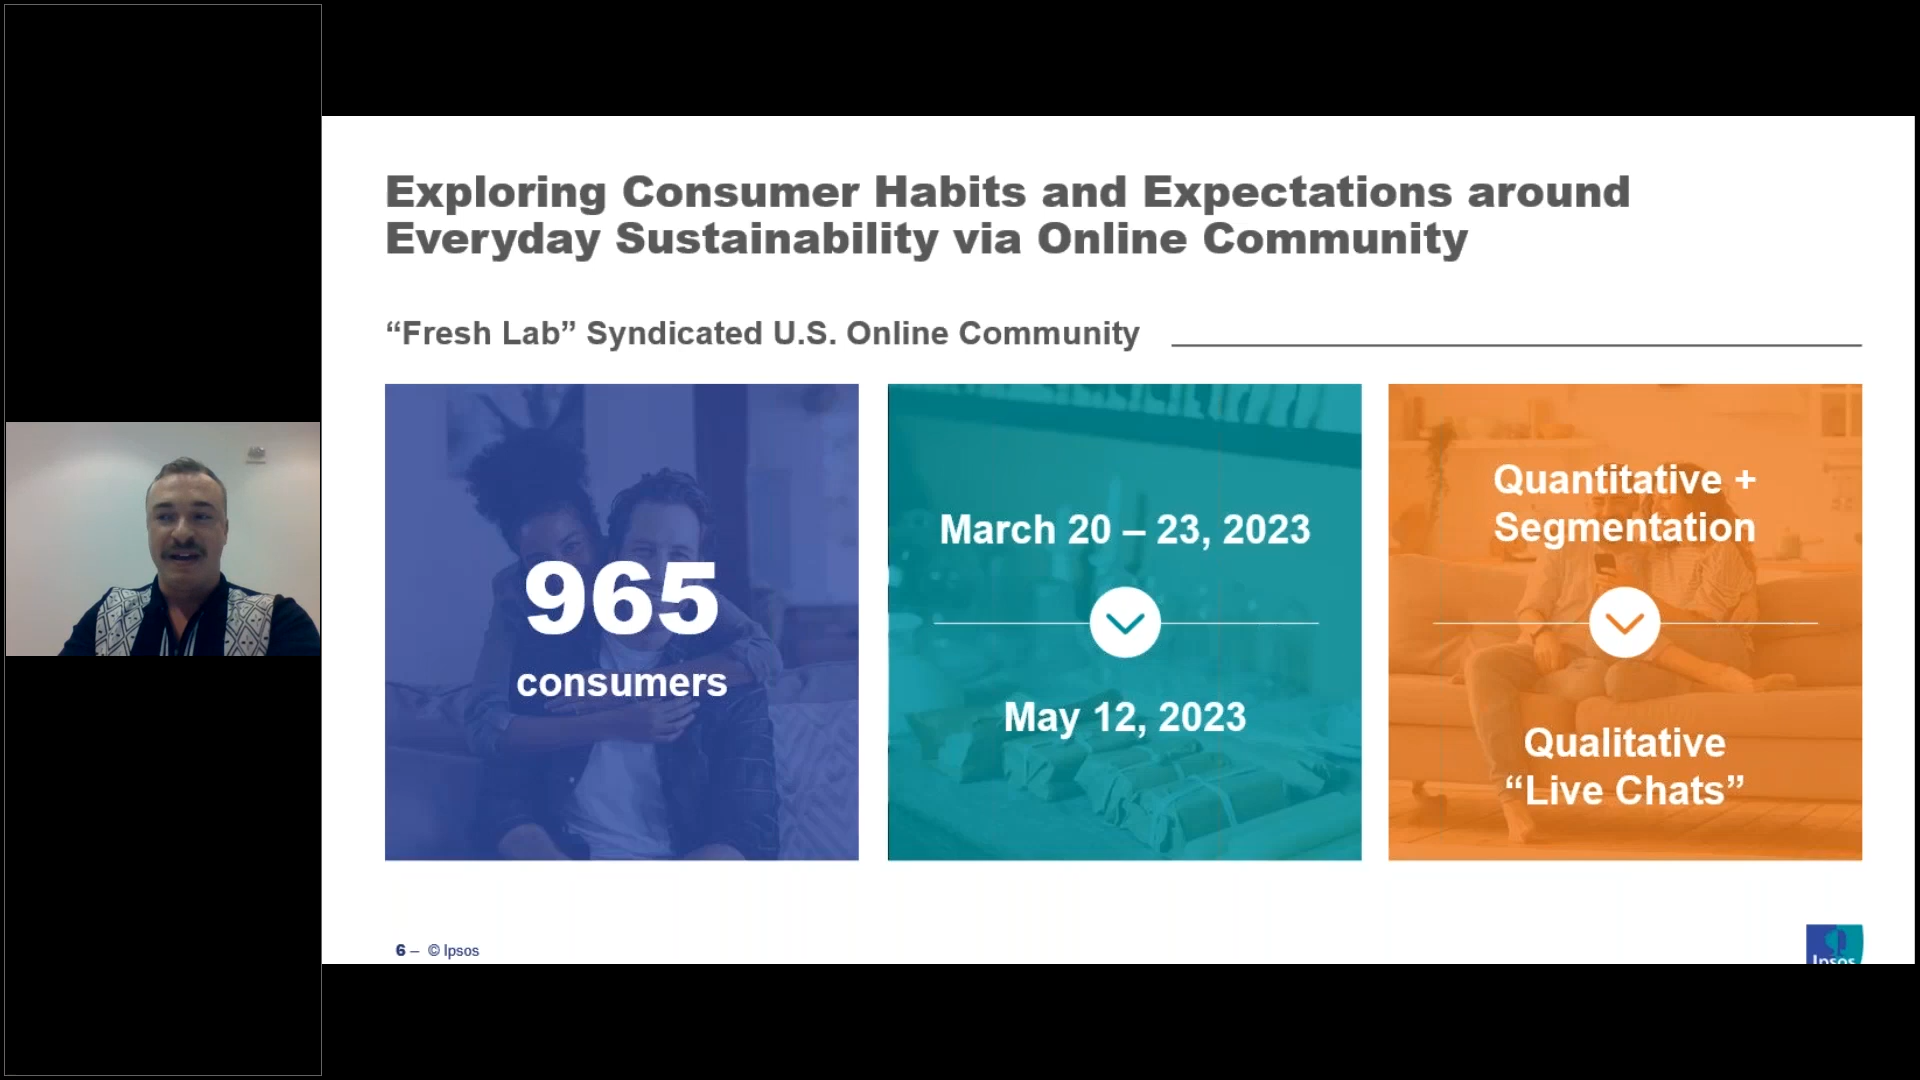 Exploring Consumer Habits and Expectations around
Everyday Sustainability via Online Community
“Fresh Lab” Syndicated U.S. Online Community
965
consumers
March 20 – 23, 2023
May 12, 2023
Quantitative +
Segmentation
Qualitative
“Live Chats”
6 – © Ipsos
Ipsos